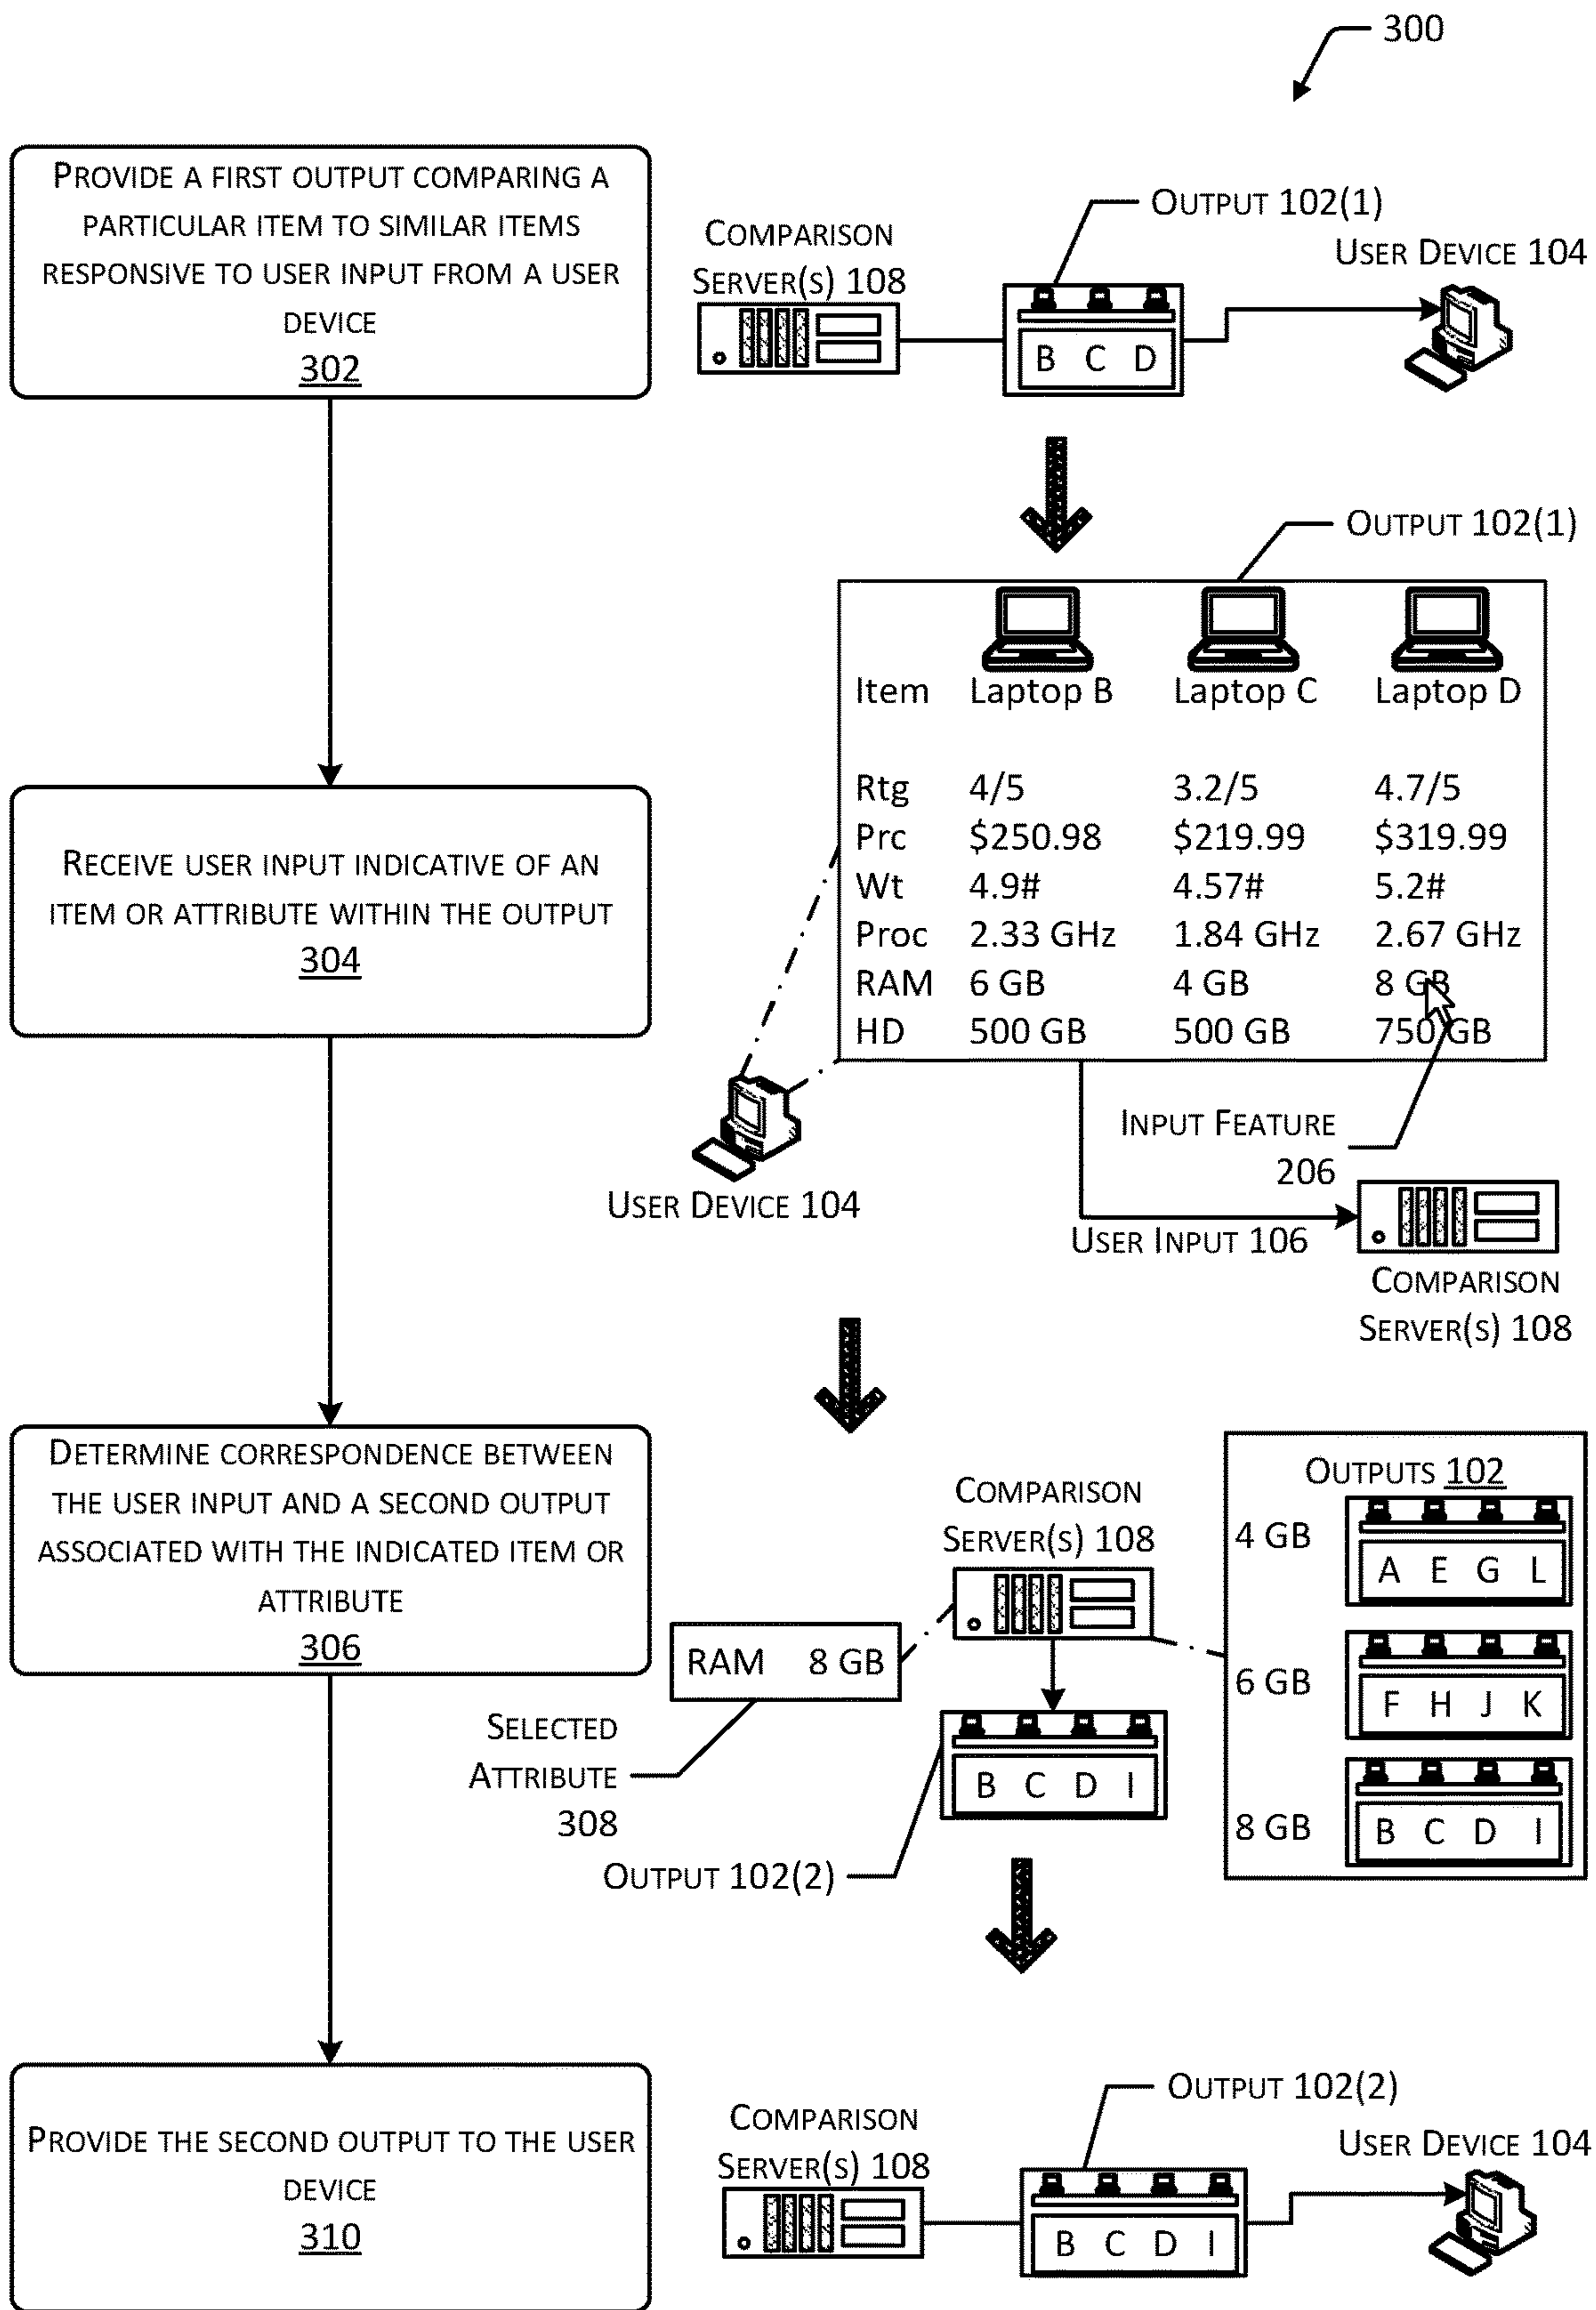 300
PROVIDE A FIRST OUTPUT COMPARING A
PARTICULAR ITEM TO SIMILAR ITEMS
RESPONSIVE TO USER INPUT FROM A USER
DEVICE
302
COMPARISON
SERVER(S) 108
OUTPUT 102(1)
B C D
USER DEVICE 104
OUTPUT 102(1)
Item Laptop B Laptop C Laptop D
Rtg 4/5 3.2/5 4.7/5
Prc $250.98 $219.99 $319.99
Wt 4.9# 4.57# 5.2#
Proc 2.33 GHz 1.84 GHz 2.67 GHz
RAM 6 GB 4 GB 8 GB
HD 500 GB 500 GB 750 GB
RECEIVE USER INPUT INDICATIVE OF AN
ITEM OR ATTRIBUTE WITHIN THE OUTPUT
304
USER DEVICE 104
INPUT FEATURE
206
USER INPUT 106
COMPARISON
SERVER(S) 108
DETERMINE CORRESPONDENCE BETWEEN
THE USER INPUT AND A SECOND OUTPUT
ASSOCIATED WITH THE INDICATED ITEM OR
ATTRIBUTE
306
RAM 8 GB
SELECTED
ATTRIBUTE
308
COMPARISON
SERVER(S) 108
B C D I
OUTPUT 102(2)
OUTPUTS 102
4 GB
A E G L
6 GB
F H J K
8 GB
B C D I
PROVIDE THE SECOND OUTPUT TO THE USER
DEVICE
310
COMPARISON
SERVER(S) 108
OUTPUT 102(2)
B C D I
USER DEVICE 104